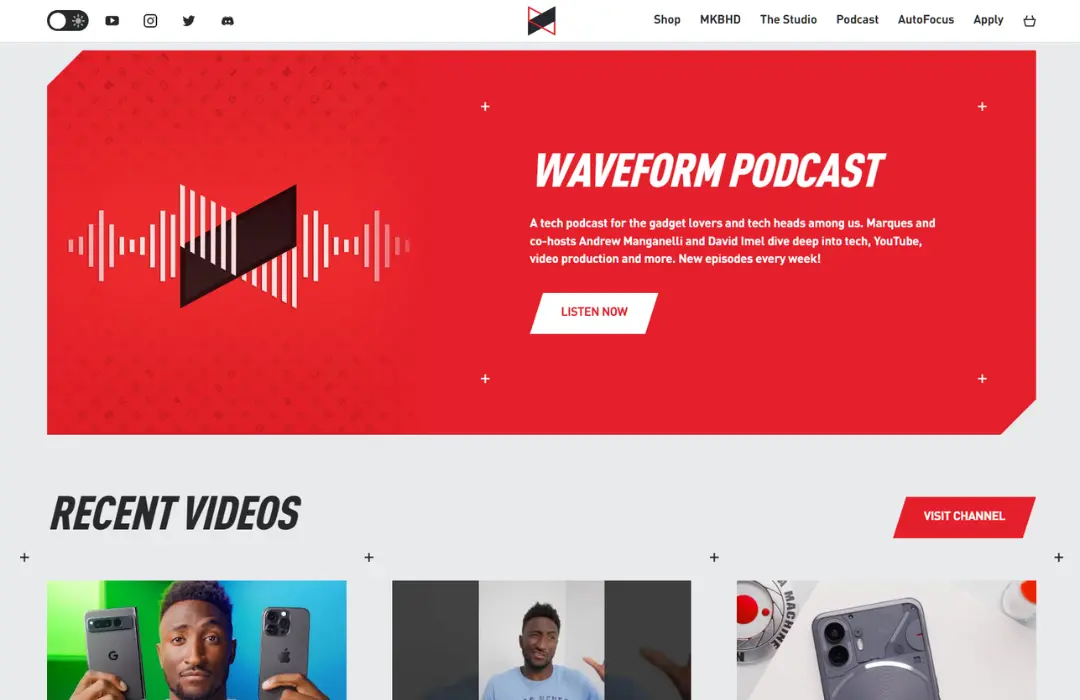 Shop MKBHD The Studio Podcast AutoFocus Apply
WAVEFORM PODCAST
A tech podcast for the gadget lovers and tech heads among us. Marques and
co-hosts Andrew Manganelli and David Imel dive deep into tech, YouTube,
video production and more. New episodes every week!
LISTEN NOW
RECENT VIDEOS
VISIT CHANNEL
G
MACHINE